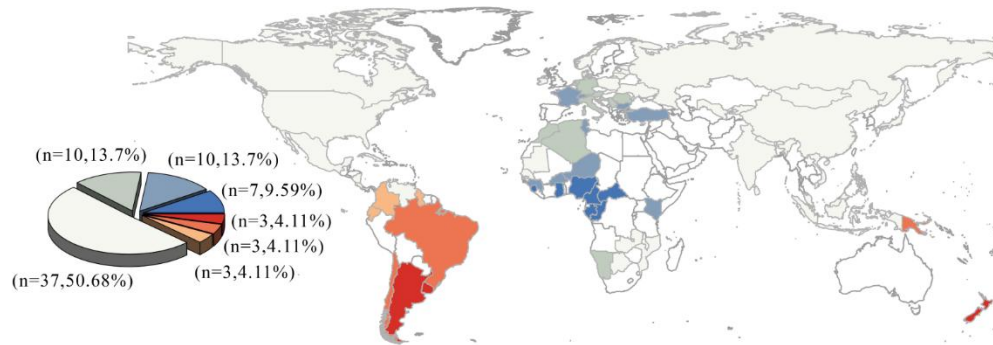 (n=10,13.7%)
(n=10,13.7%)
(n=7,9.59%)
(n=3,4.11%)
(n=3,4.11%)
(n=3,4.11%)
(n=37,50.68%)